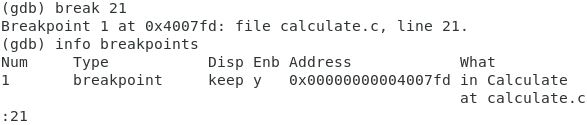 (gdb) break 21
Breakpoint 1 at 0x4007fd: file calculate.c, line 21.
(gdb) info breakpoints
Num     Type           Disp Enb Address            What
1       breakpoint     keep y   0x00000000004007fd in Calculate
                                                   at calculate.c
:21